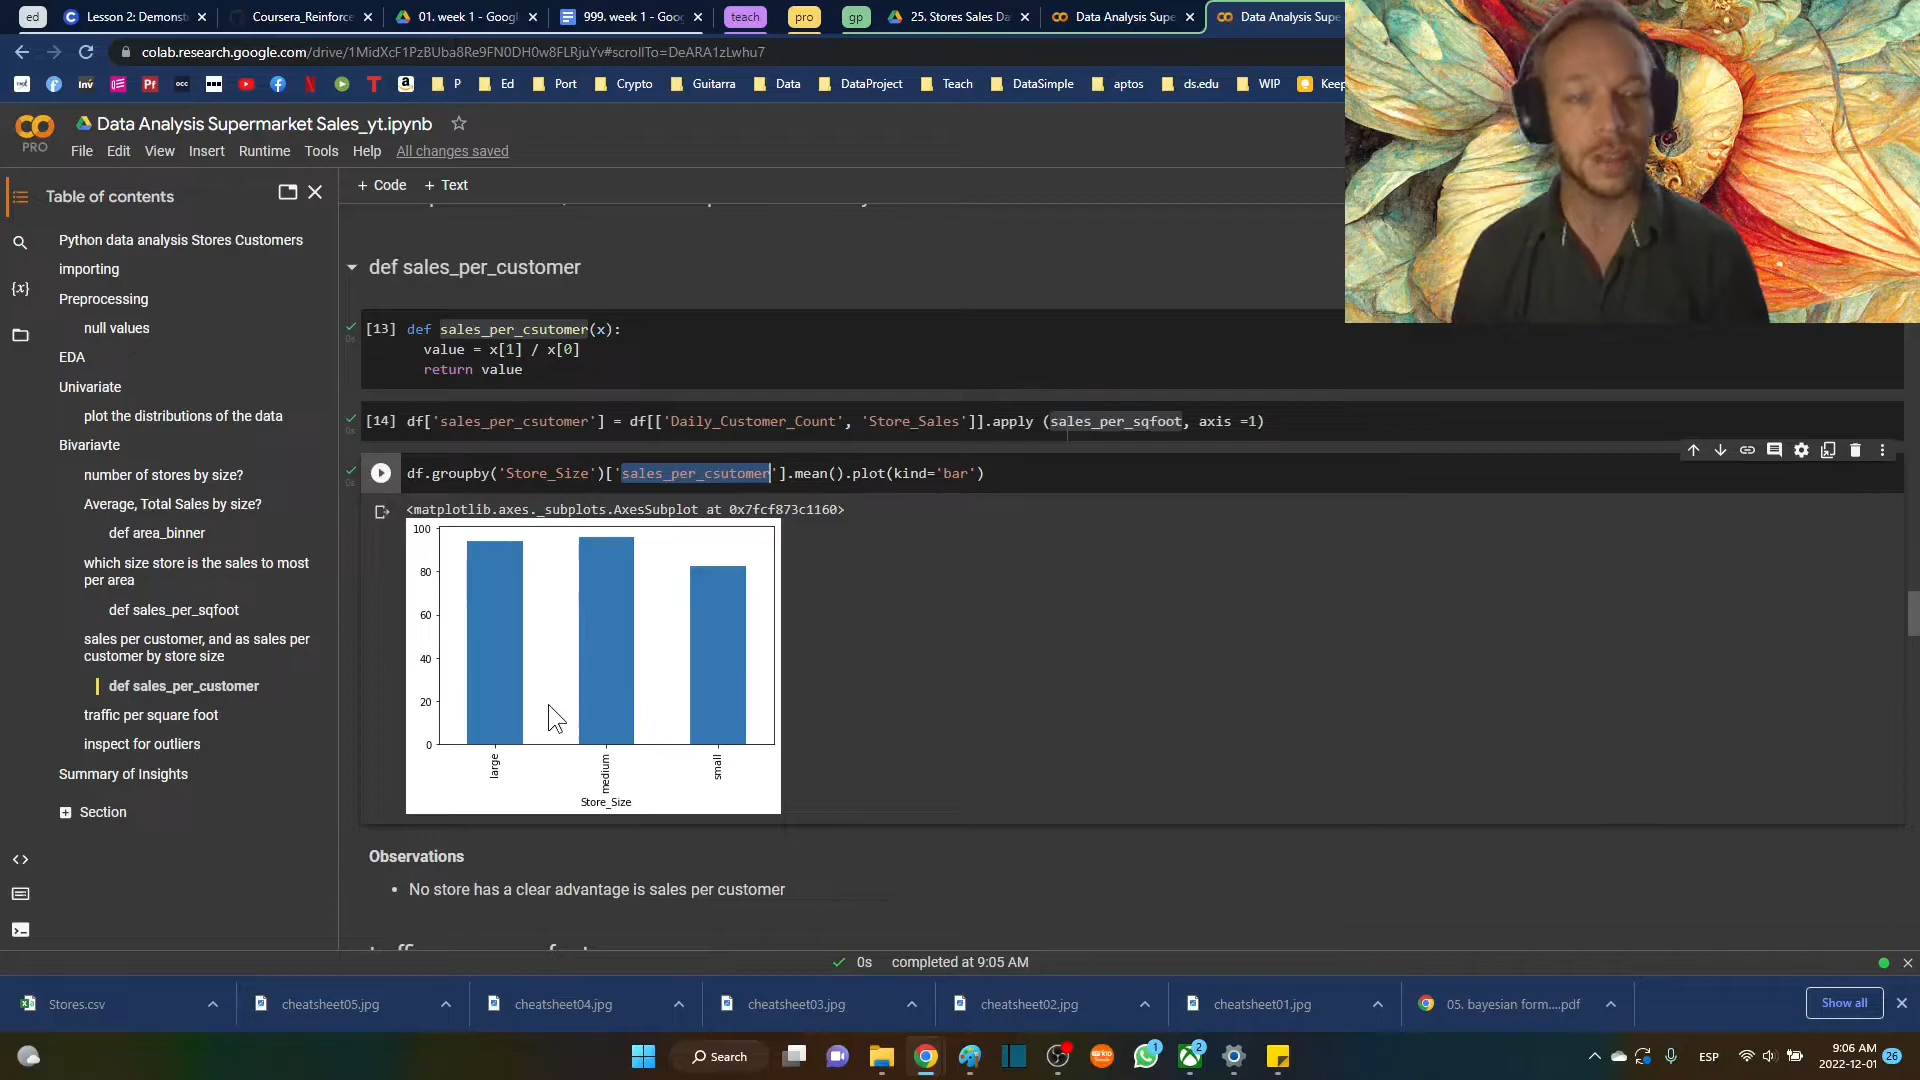 ed
Lesson 2: Demonst
Coursera_Reinforce
01. week 1 - Googl
999. week 1 - Goog
teach
pro
gp
25. Stores Sales Da
Data Analysis Supe
Data Analysis Supe
colab.research.google.com/drive/1MidXcF1PzBUba8Re9FN0DH0w8FLRjuYv#scrollTo=DeARA1zLwhu7
P
Ed
Port
Crypto
Guitarra
Data
DataProject
Teach
DataSimple
aptos
ds.edu
WIP
Keep
PRO
Data Analysis Supermarket Sales_yt.ipynb
File Edit View Insert Runtime Tools Help All changes saved
Table of contents
+ Code + Text
Python data analysis Stores Customers
importing
Preprocessing
null values
EDA
Univariate
plot the distributions of the data
Bivariavte
number of stores by size?
Average, Total Sales by size?
def area_binner
which size store is the sales to most
per area
def sales_per_sqfoot
sales per customer, and as sales per
customer by store size
def sales_per_customer
traffic per square foot
inspect for outliers
Summary of Insights
Section
def sales_per_customer
[13] def sales_per_csutomer(x):
value = x[1] / x[0]
return value
[14] df['sales_per_csutomer'] = df[['Daily_Customer_Count', 'Store_Sales']].apply (sales_per_sqfoot, axis =1)
df.groupby('Store_Size')['sales_per_csutomer'].mean().plot(kind='bar')
<matplotlib.axes._subplots.AxesSubplot at 0x7fcf873c1160>
100
80
60
40
20
0
large
medium
small
Store_Size
Observations
• No store has a clear advantage is sales per customer
0s completed at 9:05 AM
Stores.csv
cheatsheet05.jpg
cheatsheet04.jpg
cheatsheet03.jpg
cheatsheet02.jpg
cheatsheet01.jpg
05. bayesian form....pdf
Show all
Search
ESP
9:06 AM
2022-12-01
26